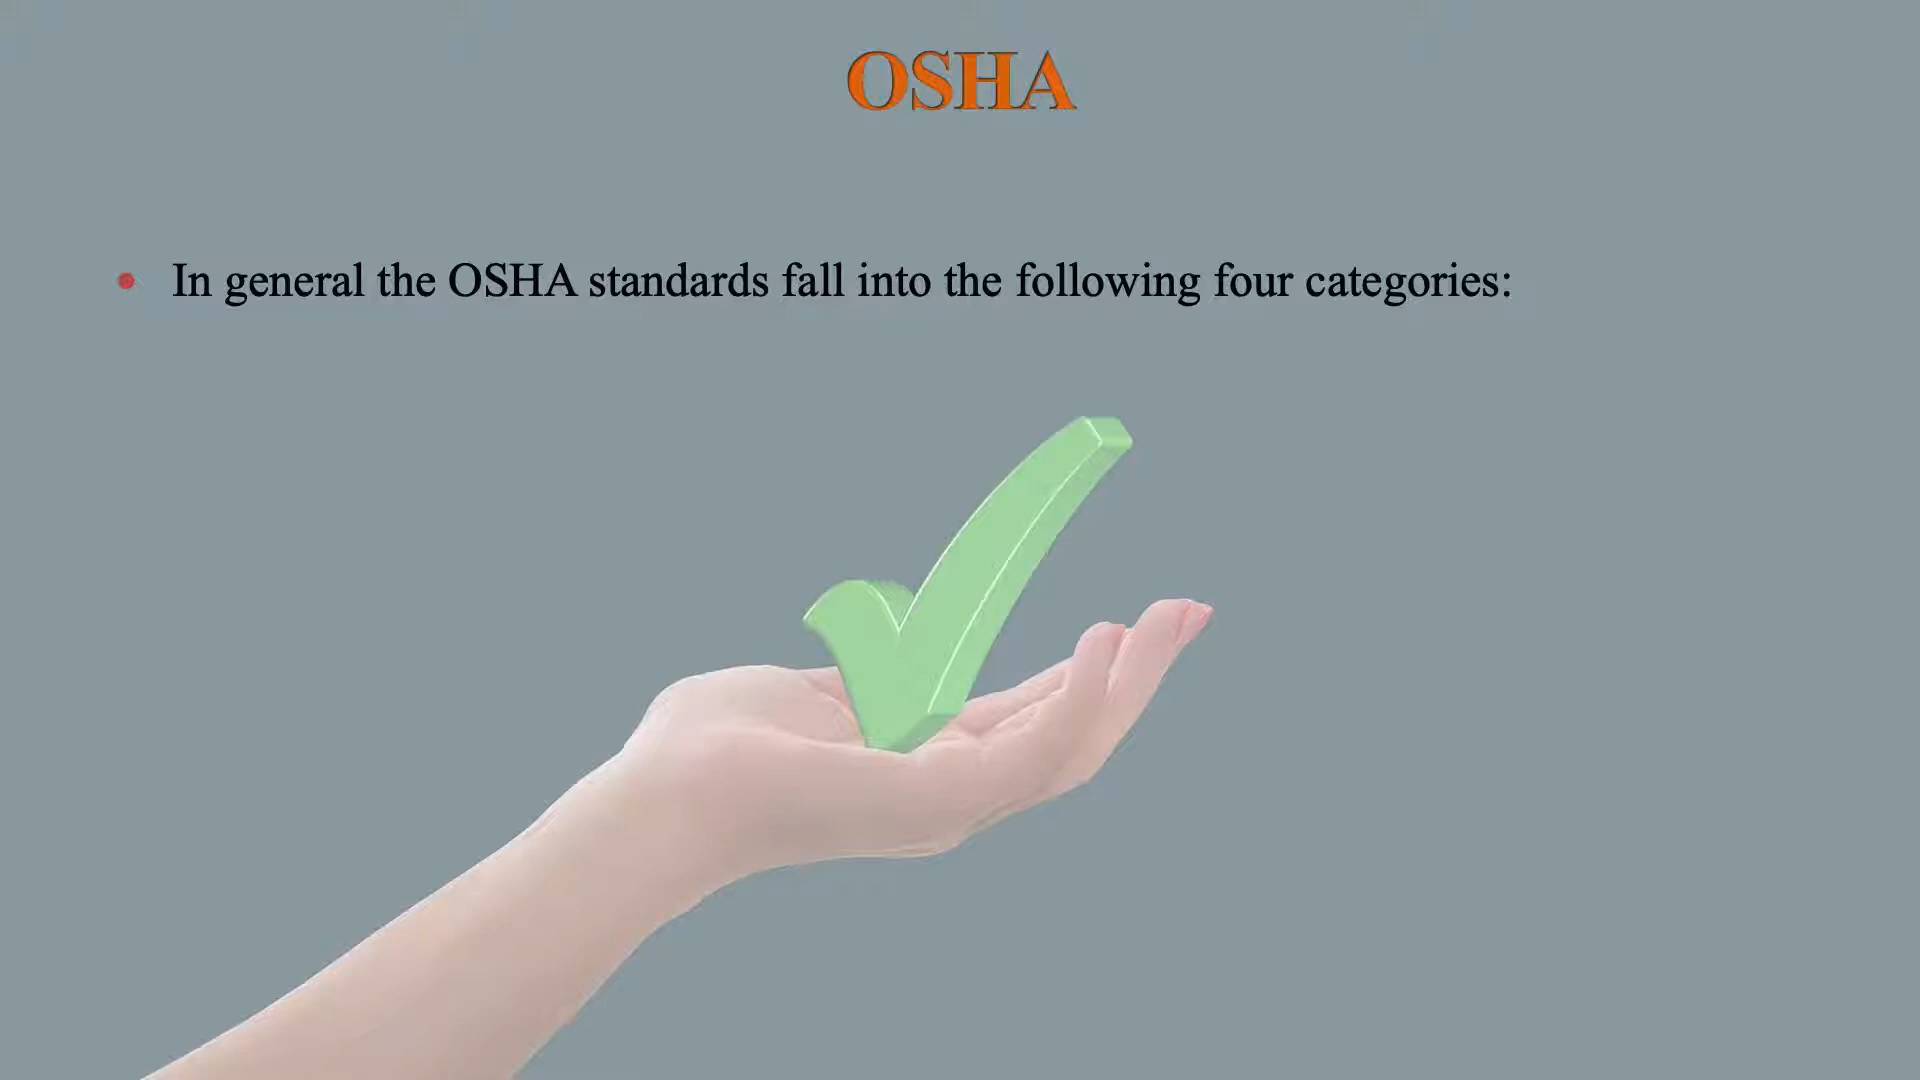 OSHA
In general the OSHA standards fall into the following four categories: